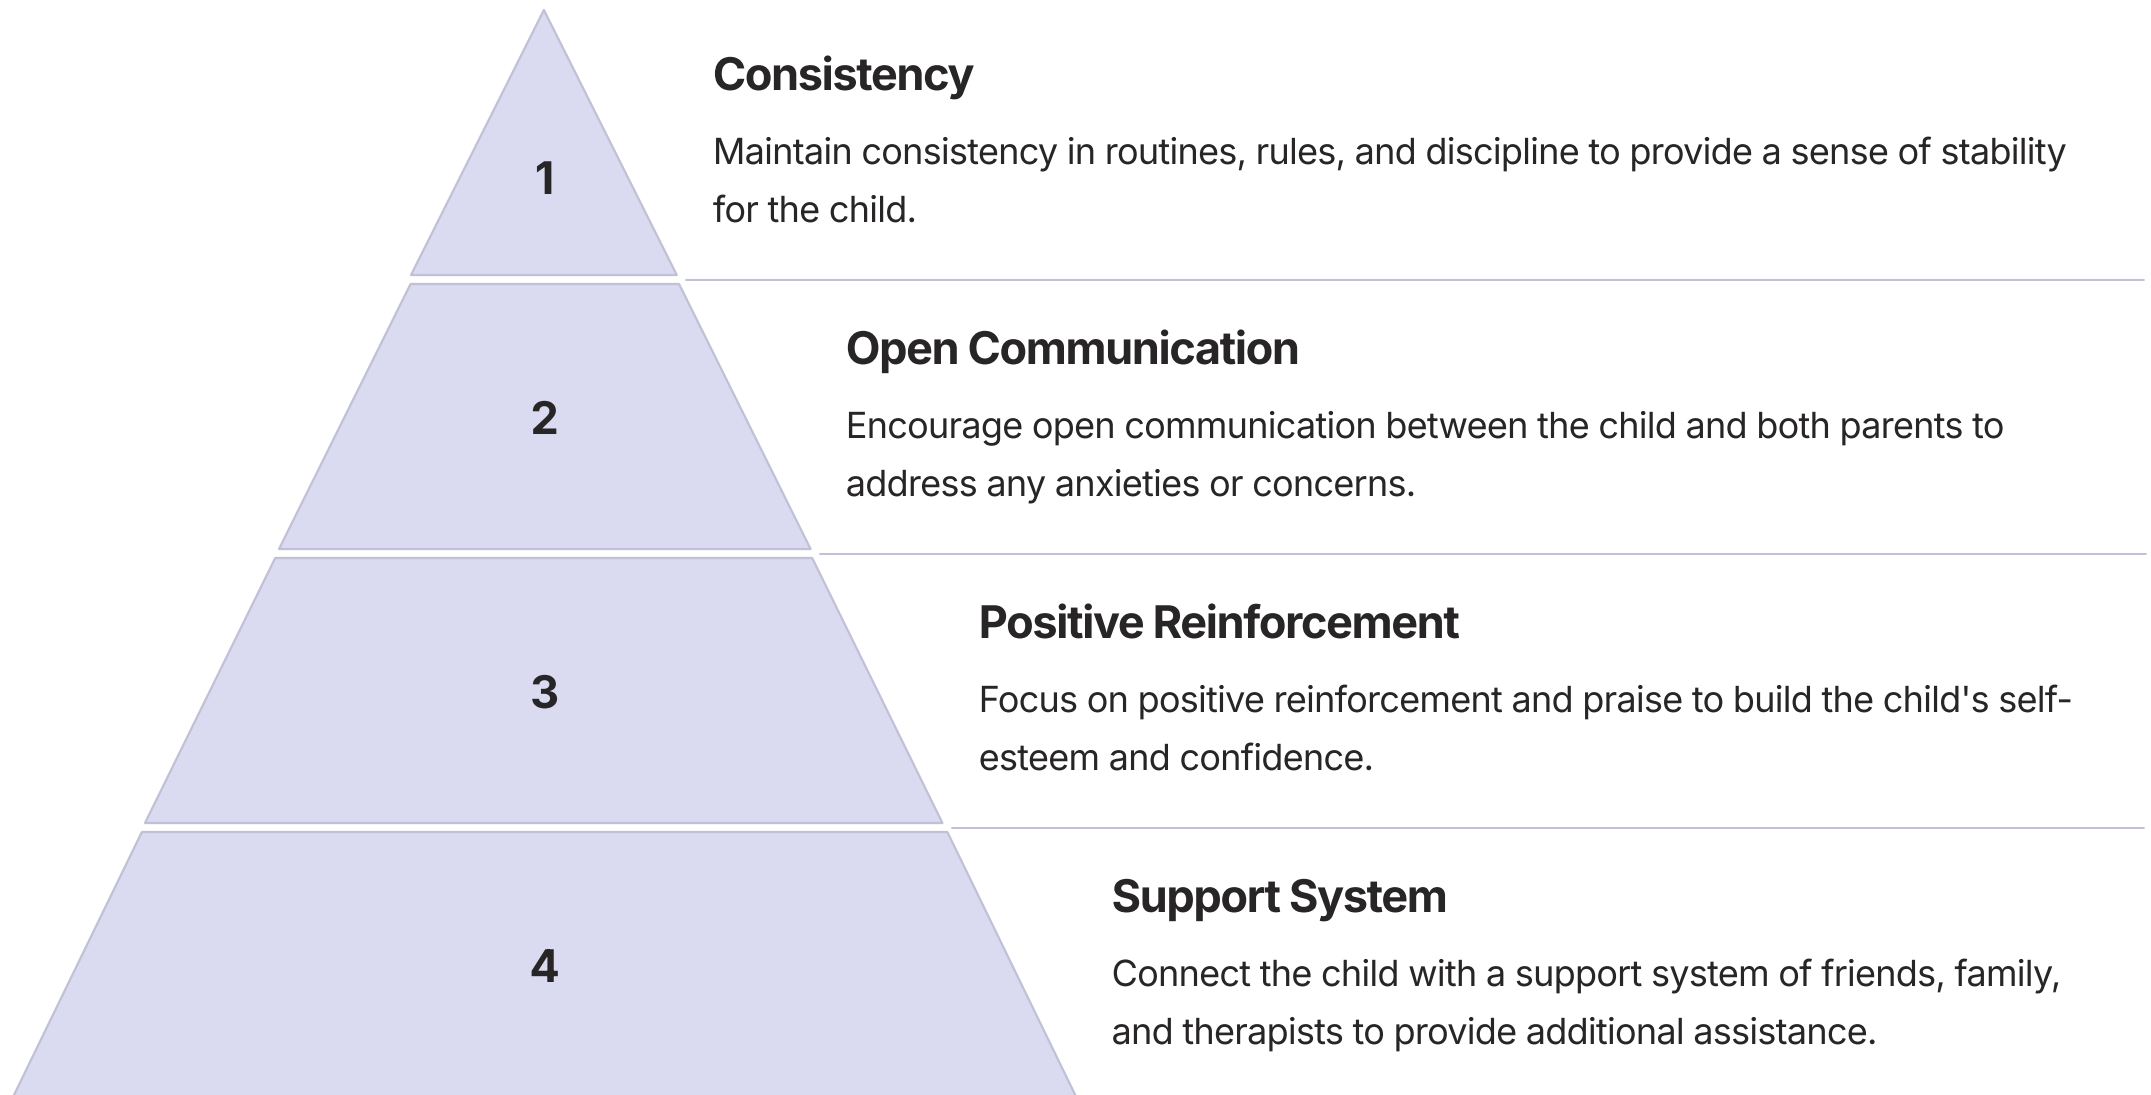 Consistency
1
Maintain consistency in routines, rules, and discipline to provide a sense of stability
for the child.
Open Communication
2
Encourage open communication between the child and both parents to
address any anxieties or concerns.
Positive Reinforcement
3
Focus on positive reinforcement and praise to build the child's self-
esteem and confidence.
Support System
4
Connect the child with a support system of friends, family,
and therapists to provide additional assistance.